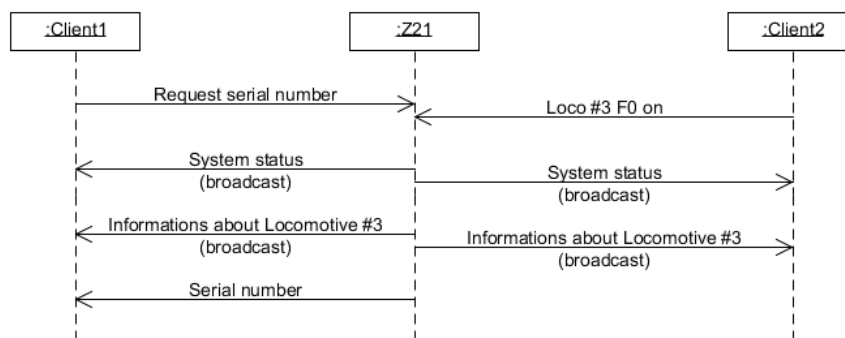 :Client1
:Z21
:Client2
Request serial number
Loco #3 F0 on
System status
(broadcast)
System status
(broadcast)
Informations about Locomotive #3
(broadcast)
Informations about Locomotive #3
(broadcast)
Serial number